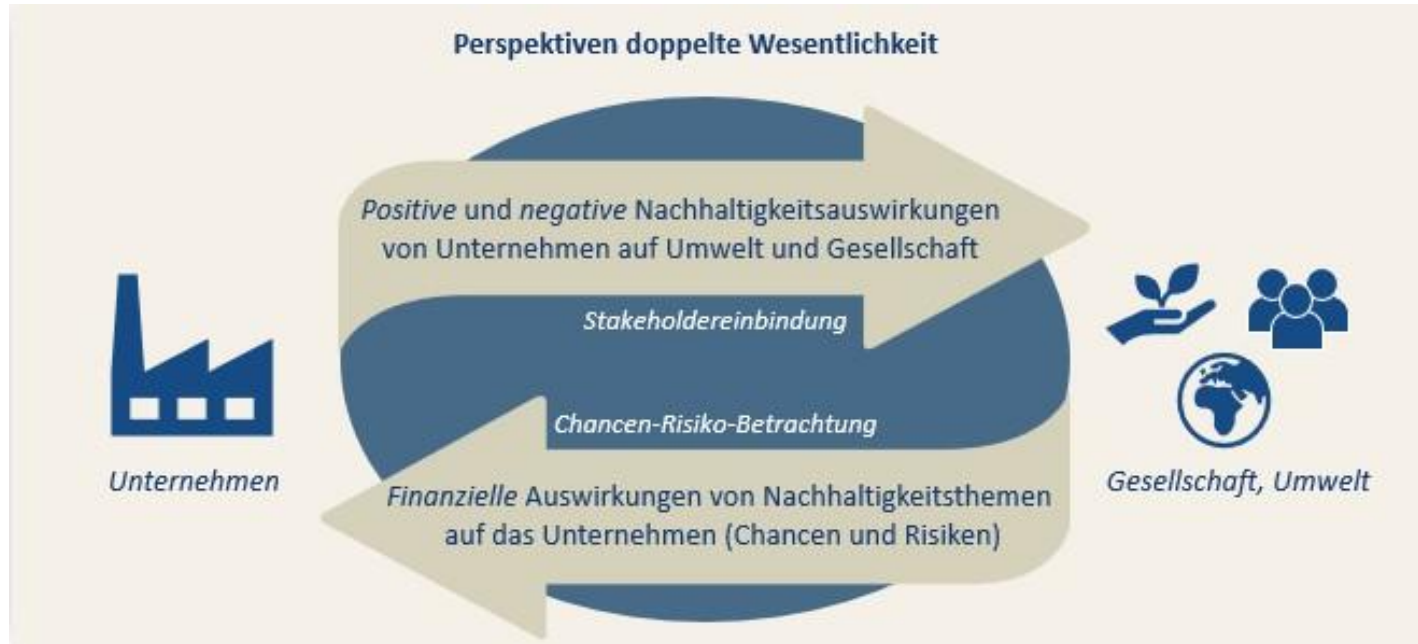 Perspektiven doppelte Wesentlichkeit
Positive und negative Nachhaltigkeitsauswirkungen
von Unternehmen auf Umwelt und Gesellschaft
Stakeholdereinbindung
Chancen-Risiko-Betrachtung
Unternehmen
Gesellschaft, Umwelt
Finanzielle Auswirkungen von Nachhaltigkeitsthemen
auf das Unternehmen (Chancen und Risiken)